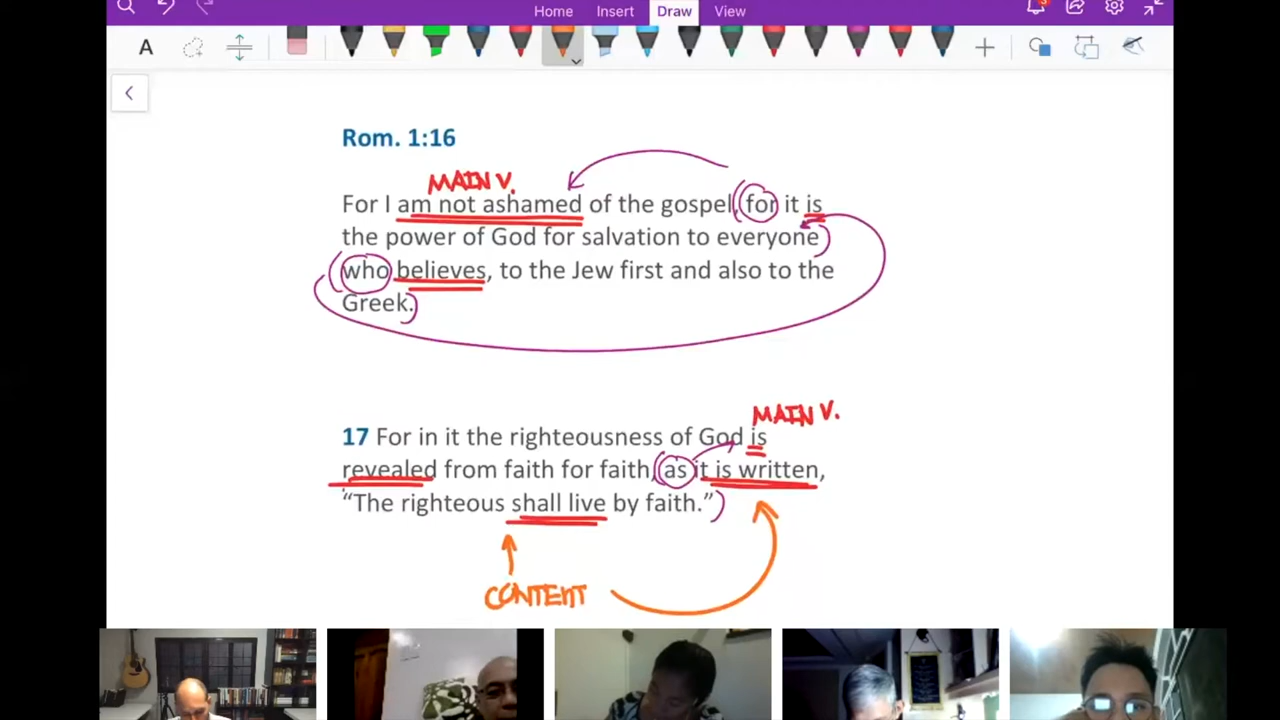 Home Insert Draw View
A
Rom. 1:16
MAIN V.
For I am not ashamed of the gospel, for it is
the power of God for salvation to everyone
who believes, to the Jew first and also to the
Greek.
MAIN V.
17 For in it the righteousness of God is
revealed from faith for faith, as it is written,
“The righteous shall live by faith.”
CONTENT